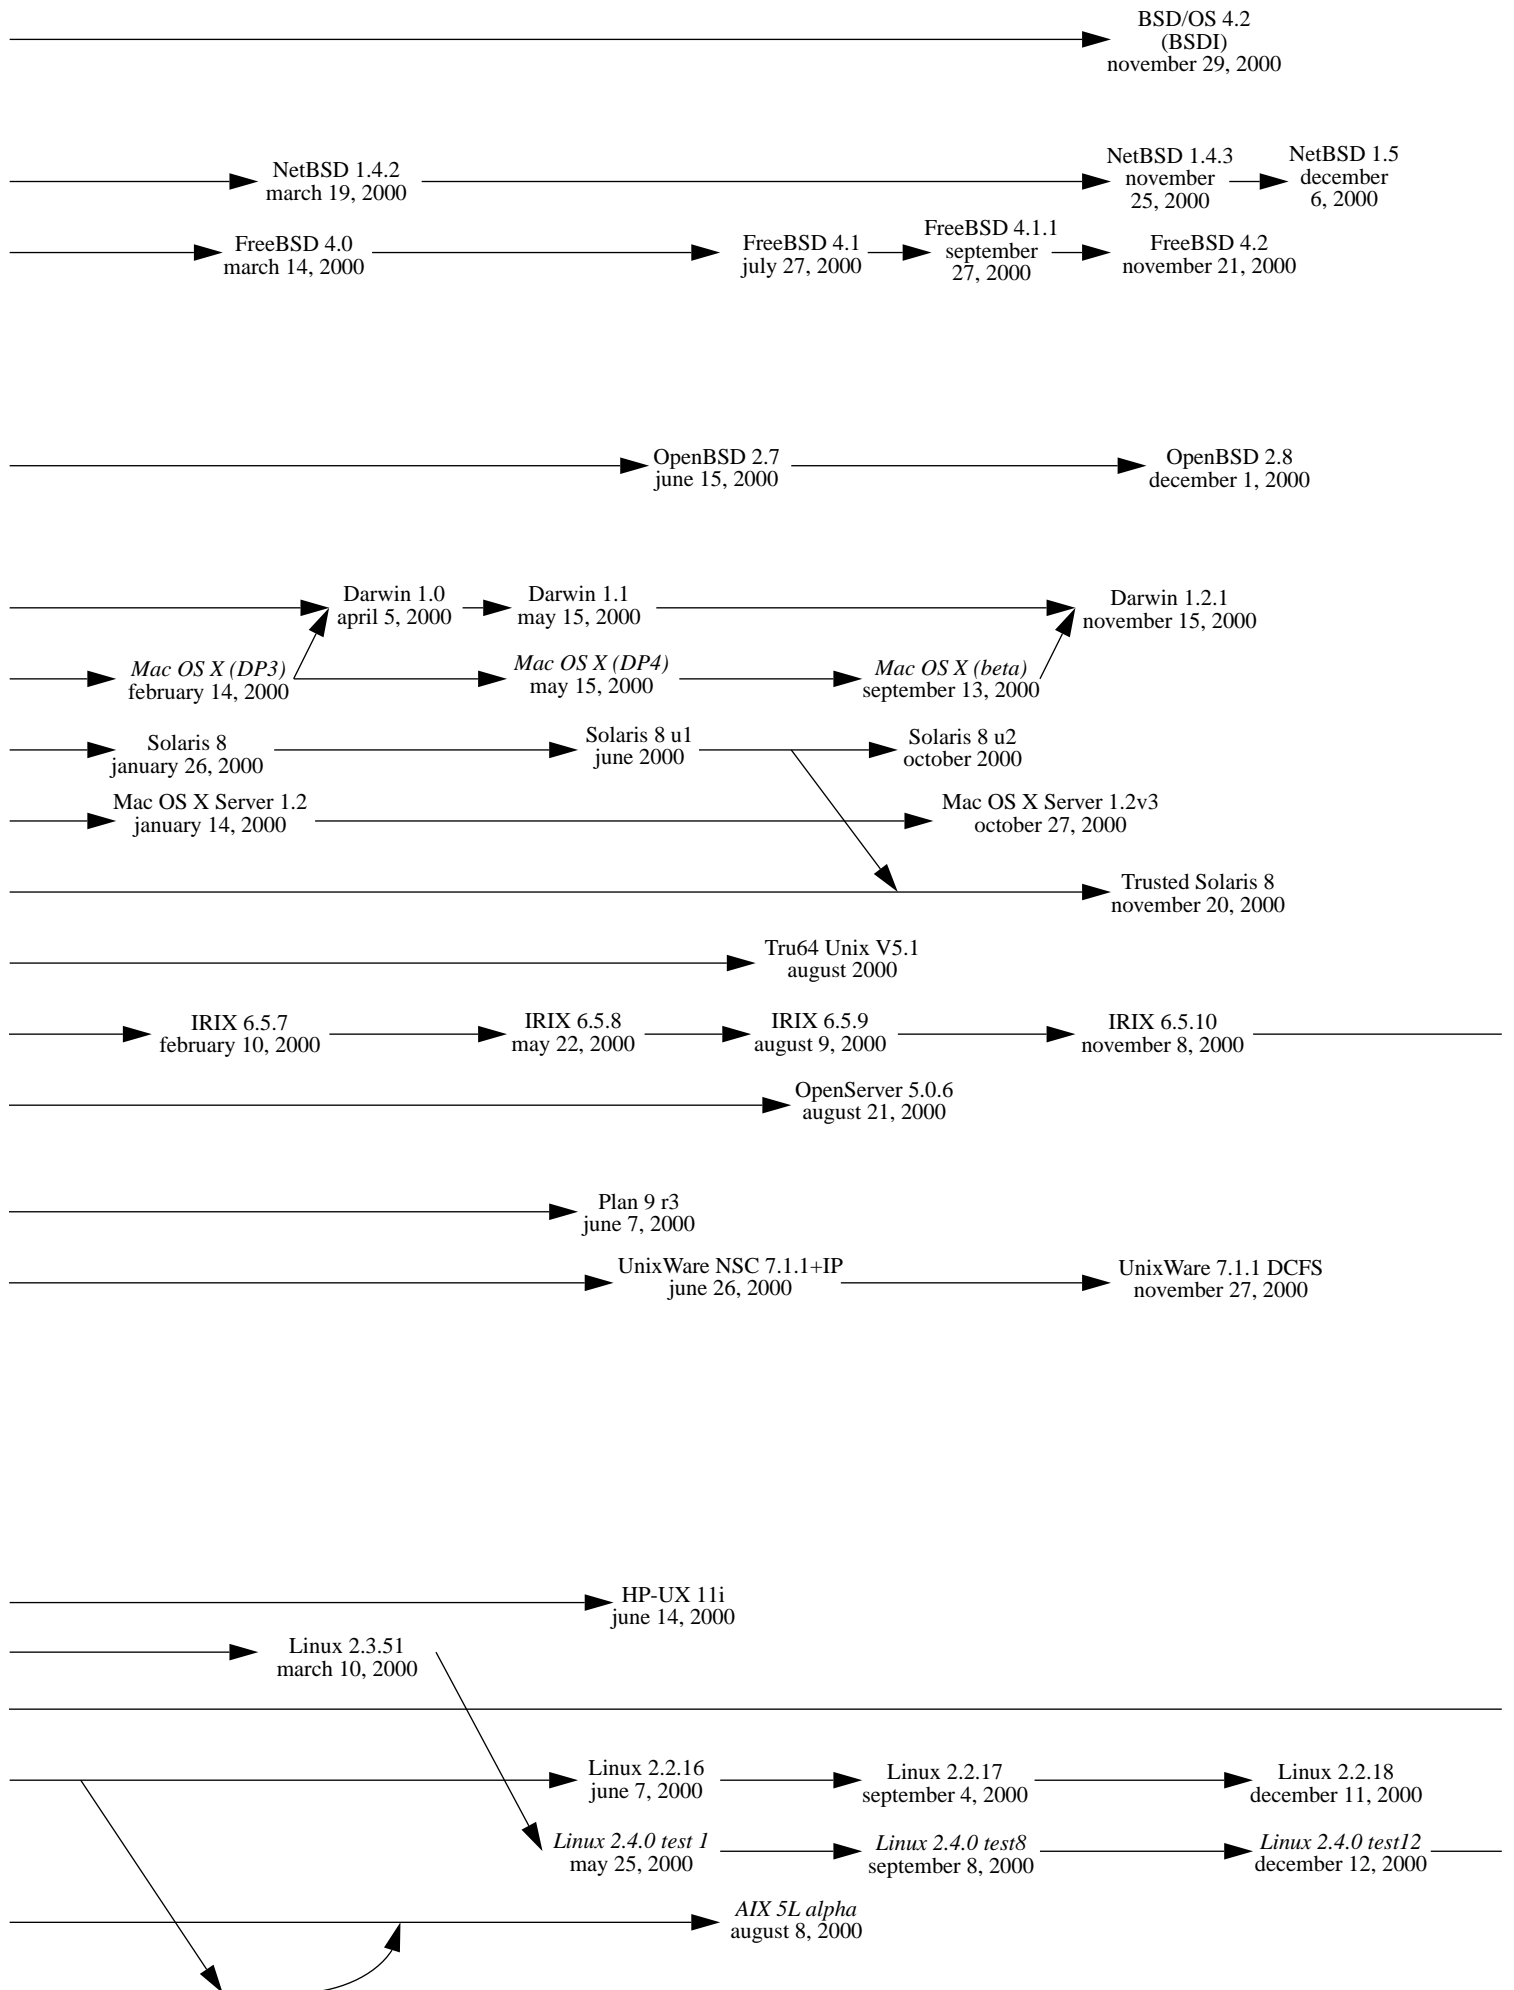 BSD/OS 4.2
(BSDI)
november 29, 2000
NetBSD 1.4.2
march 19, 2000
NetBSD 1.4.3
november
25, 2000
NetBSD 1.5
december
6, 2000
FreeBSD 4.0
march 14, 2000
FreeBSD 4.1
july 27, 2000
FreeBSD 4.1.1
september
27, 2000
FreeBSD 4.2
november 21, 2000
OpenBSD 2.7
june 15, 2000
OpenBSD 2.8
december 1, 2000
Darwin 1.0
april 5, 2000
Darwin 1.1
may 15, 2000
Darwin 1.2.1
november 15, 2000
Mac OS X (DP3)
february 14, 2000
Mac OS X (DP4)
may 15, 2000
Mac OS X (beta)
september 13, 2000
Solaris 8
january 26, 2000
Solaris 8 u1
june 2000
Solaris 8 u2
october 2000
Mac OS X Server 1.2
january 14, 2000
Mac OS X Server 1.2v3
october 27, 2000
Trusted Solaris 8
november 20, 2000
Tru64 Unix V5.1
august 2000
IRIX 6.5.7
february 10, 2000
IRIX 6.5.8
may 22, 2000
IRIX 6.5.9
august 9, 2000
IRIX 6.5.10
november 8, 2000
OpenServer 5.0.6
august 21, 2000
Plan 9 r3
june 7, 2000
UnixWare NSC 7.1.1+IP
june 26, 2000
UnixWare 7.1.1 DCFS
november 27, 2000
HP-UX 11i
june 14, 2000
Linux 2.3.51
march 10, 2000
Linux 2.2.16
june 7, 2000
Linux 2.2.17
september 4, 2000
Linux 2.2.18
december 11, 2000
Linux 2.4.0 test 1
may 25, 2000
Linux 2.4.0 test8
september 8, 2000
Linux 2.4.0 test12
december 12, 2000
AIX 5L alpha
august 8, 2000